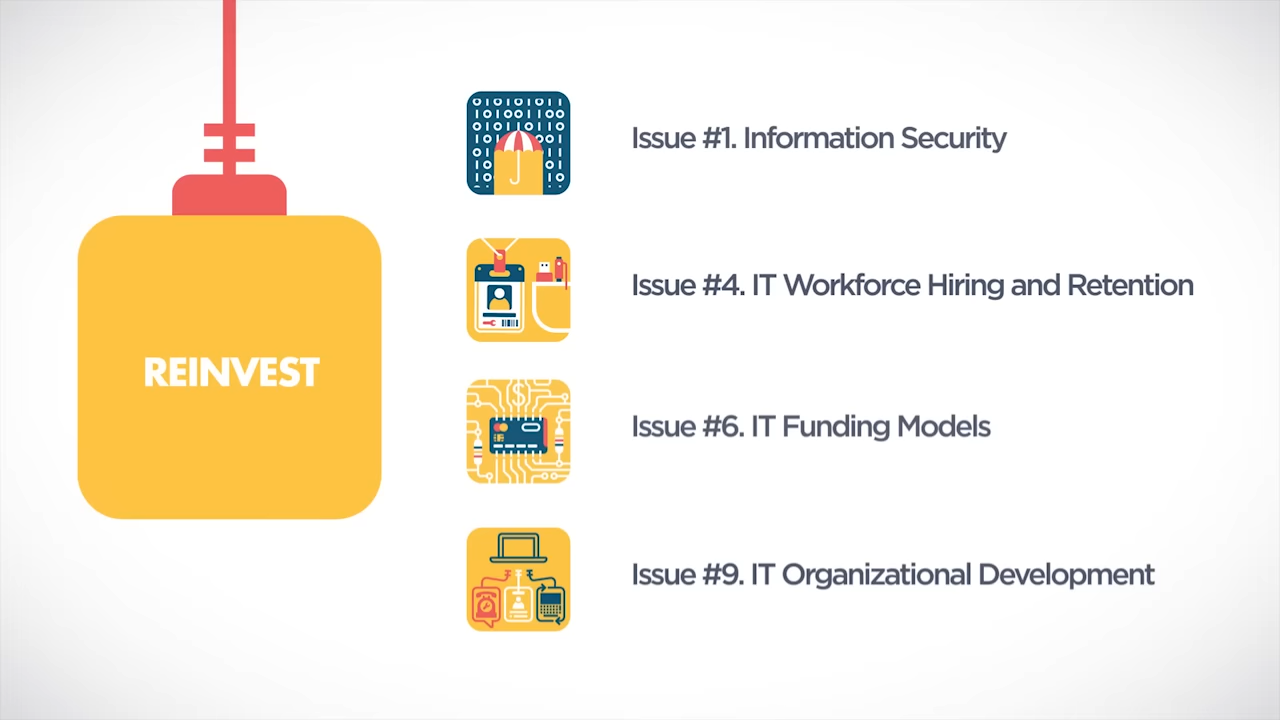 REINVEST
Issue #1. Information Security
Issue #4. IT Workforce Hiring and Retention
Issue #6. IT Funding Models
Issue #9. IT Organizational Development